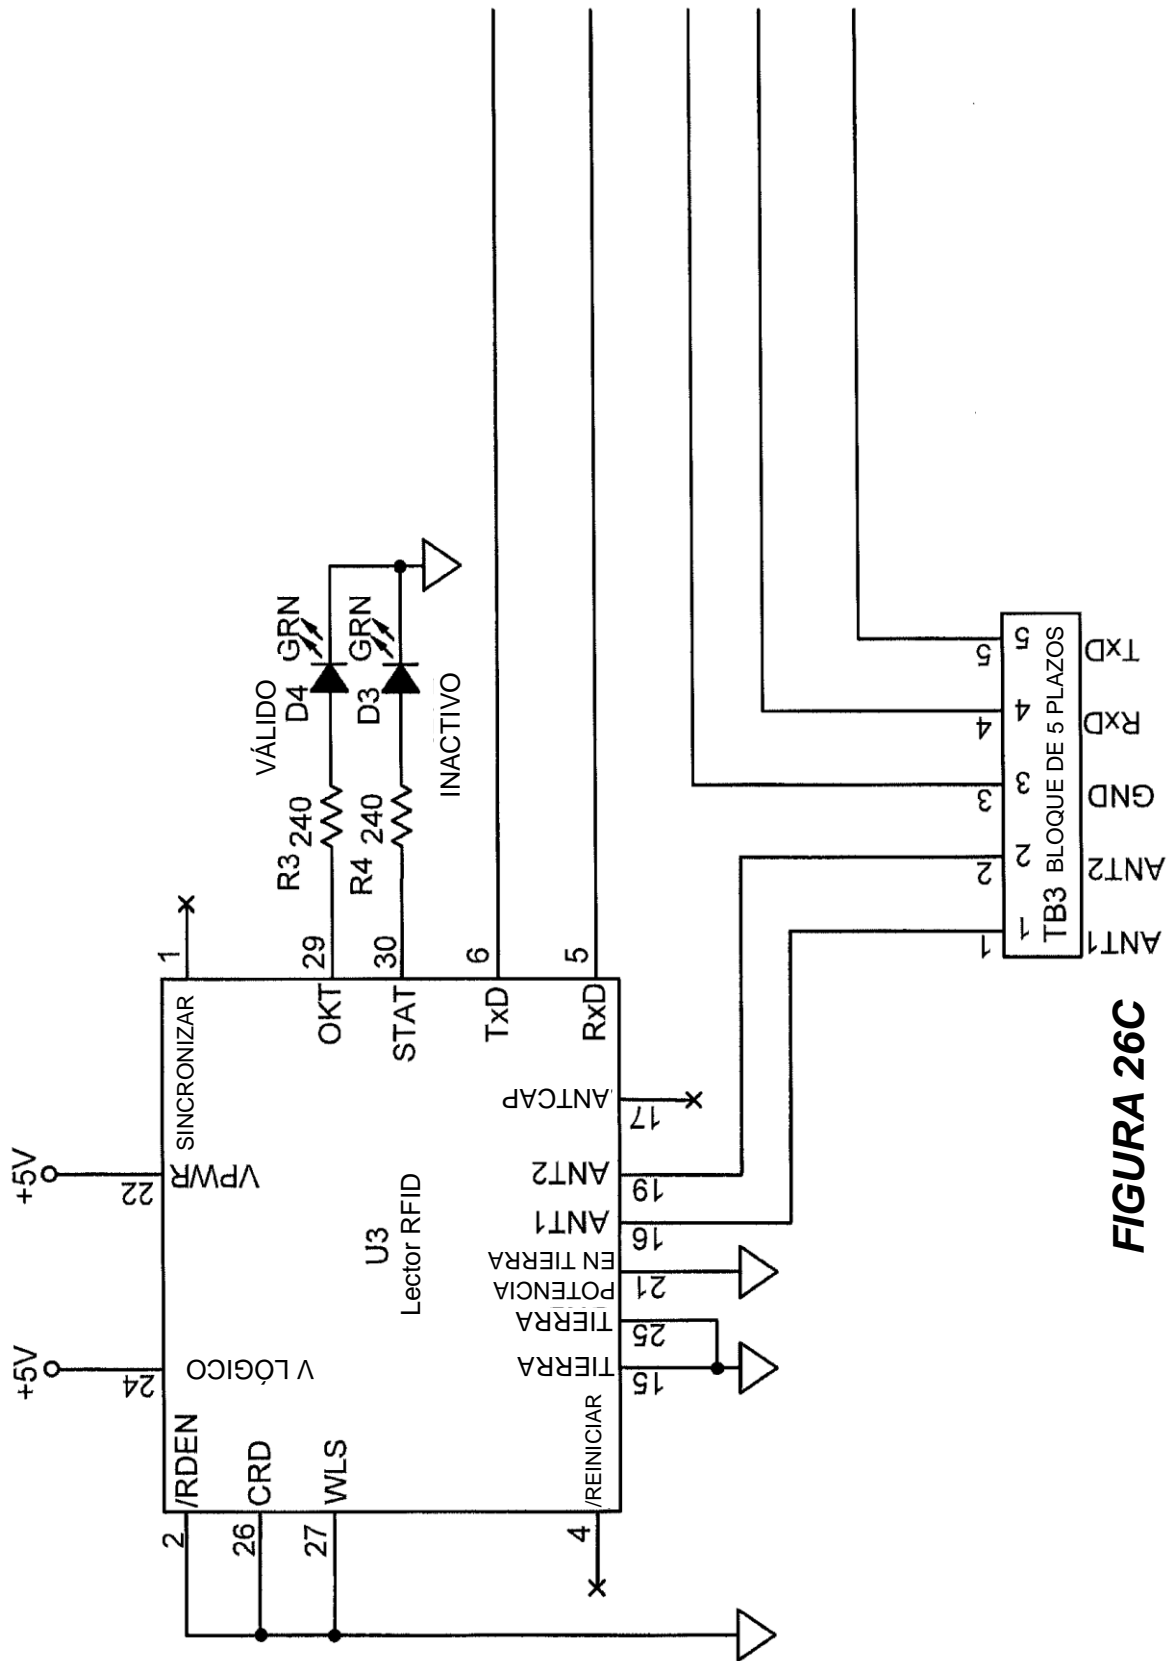 +5V
+5V
24
22
/RDEN
CRD
WLS
2
26
27
V LÓGICO
VPWR
SINCRONIZAR
1
U3
Lector RFID
OKT
STAT
TxD
RxD
29
30
6
5
R3
240
R4
240
VÁLIDO
D4
GRN
D3
GRN
INACTIVO
/REINICIAR
4
TIERRA
15
TIERRA
25
POTENCIA
EN TIERRA
21
ANT1
16
ANT2
19
ANTCAP
17
1
2
3
4
5
1
2
3
4
5
TB3 BLOQUE DE 5 PLAZOS
ANT1
ANT2
GND
RxD
TxD
FIGURA 26C